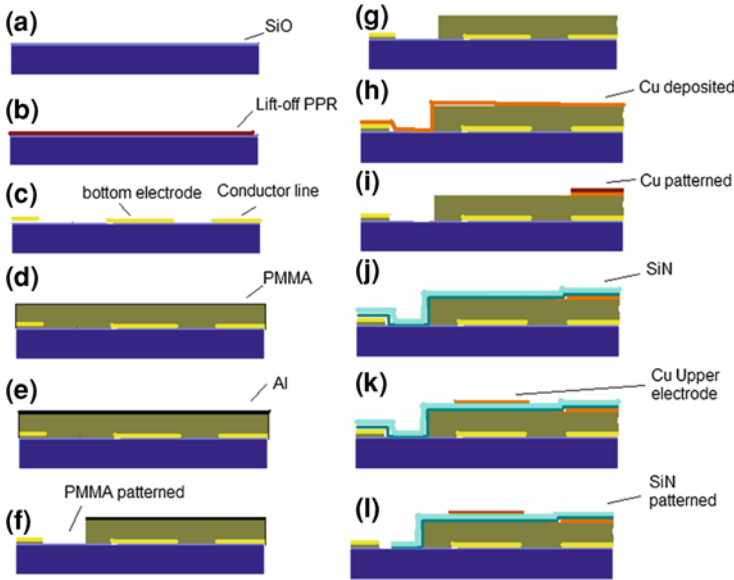 (a)
SiO
(b)
Lift-off PPR
(c)
bottom electrode
Conductor line
(d)
PMMA
(e)
Al
(f)
PMMA patterned
(g)
(h)
Cu deposited
(i)
Cu patterned
(j)
SiN
(k)
Cu Upper
electrode
(l)
SiN
patterned